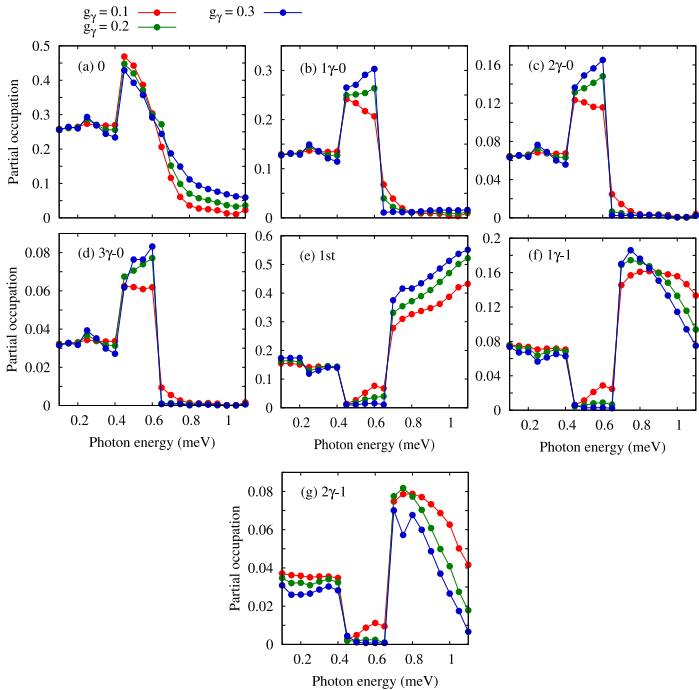 g_γ = 0.1
g_γ = 0.2
g_γ = 0.3
(a) 0
Partial occupation
0.5
0.4
0.3
0.2
0.1
0
(b) 1γ-0
0.3
0.2
0.1
0
(c) 2γ-0
0.16
0.12
0.08
0.04
0
(d) 3γ-0
Partial occupation
0.08
0.06
0.04
0.02
0
0.2 0.4 0.6 0.8 1
Photon energy (meV)
(e) 1st
0.6
0.5
0.4
0.3
0.2
0.1
0
0.2 0.4 0.6 0.8 1
Photon energy (meV)
(f) 1γ-1
0.2
0.16
0.12
0.08
0.04
0
0.2 0.4 0.6 0.8 1
Photon energy (meV)
(g) 2γ-1
Partial occupation
0.08
0.06
0.04
0.02
0
0.2 0.4 0.6 0.8 1
Photon energy (meV)